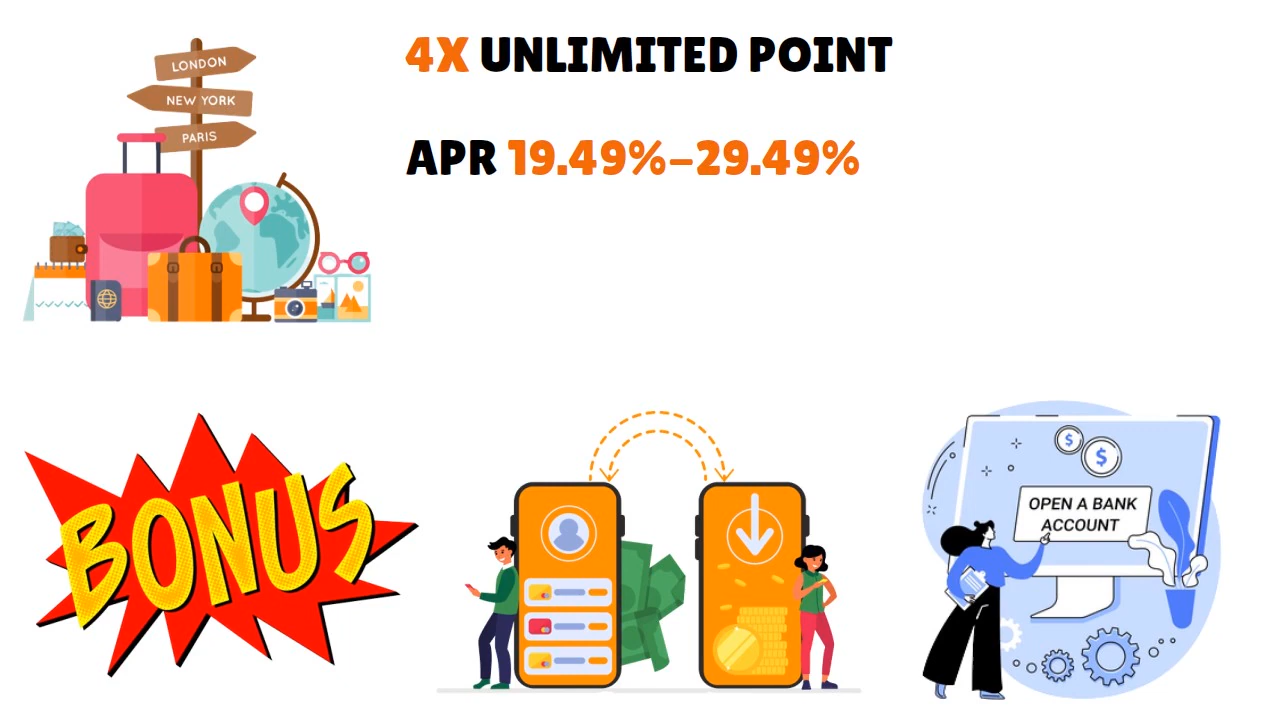 LONDON
NEW YORK
PARIS
4X UNLIMITED POINT
APR 19.49%–29.49%
BONUS
$
$
OPEN A BANK
ACCOUNT